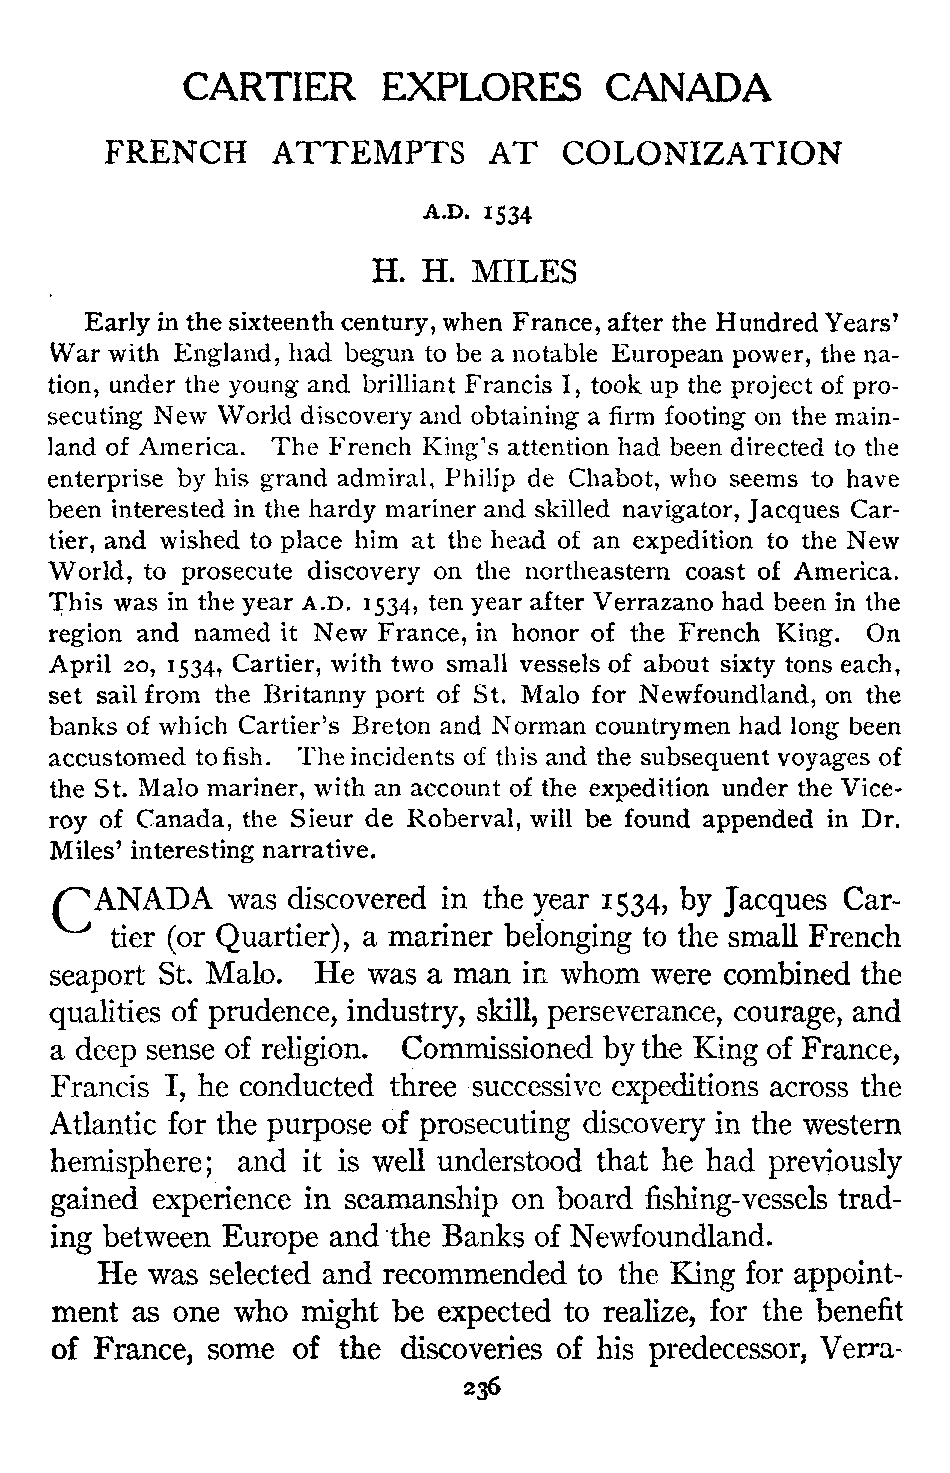 CARTIER EXPLORES CANADA
FRENCH ATTEMPTS AT COLONIZATION
A.D. 1534
H. H. MILES
Early in the sixteenth century, when France, after the Hundred Years'
War with England, had begun to be a notable European power, the na-
tion, under the young and brilliant Francis I, took up the project of pro-
secuting New World discovery and obtaining a firm footing on the main-
land of America. The French King's attention had been directed to the
enterprise by his grand admiral, Philip de Chabot, who seems to have
been interested in the hardy mariner and skilled navigator, Jacques Car-
tier, and wished to place him at the head of an expedition to the New
World, to prosecute discovery on the northeastern coast of America.
This was in the year A.D. 1534, ten year after Verrazano had been in the
region and named it New France, in honor of the French King. On
April 20, 1534, Cartier, with two small vessels of about sixty tons each,
set sail from the Britanny port of St. Malo for Newfoundland, on the
banks of which Cartier's Breton and Norman countrymen had long been
accustomed to fish. The incidents of this and the subsequent voyages of
the St. Malo mariner, with an account of the expedition under the Vice-
roy of Canada, the Sieur de Roberval, will be found appended in Dr.
Miles' interesting narrative.
CANADA was discovered in the year 1534, by Jacques Car-
tier (or Quartier), a mariner belonging to the small French
seaport St. Malo. He was a man in whom were combined the
qualities of prudence, industry, skill, perseverance, courage, and
a deep sense of religion. Commissioned by the King of France,
Francis I, he conducted three successive expeditions across the
Atlantic for the purpose of prosecuting discovery in the western
hemisphere; and it is well understood that he had previously
gained experience in seamanship on board fishing-vessels trad-
ing between Europe and the Banks of Newfoundland.
He was selected and recommended to the King for appoint-
ment as one who might be expected to realize, for the benefit
of France, some of the discoveries of his predecessor, Verra-
236